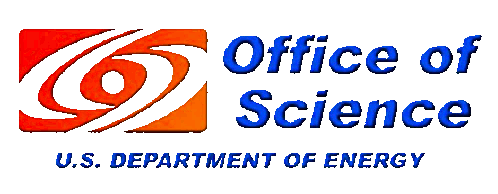 Office of
Science
U.S. DEPARTMENT OF ENERGY